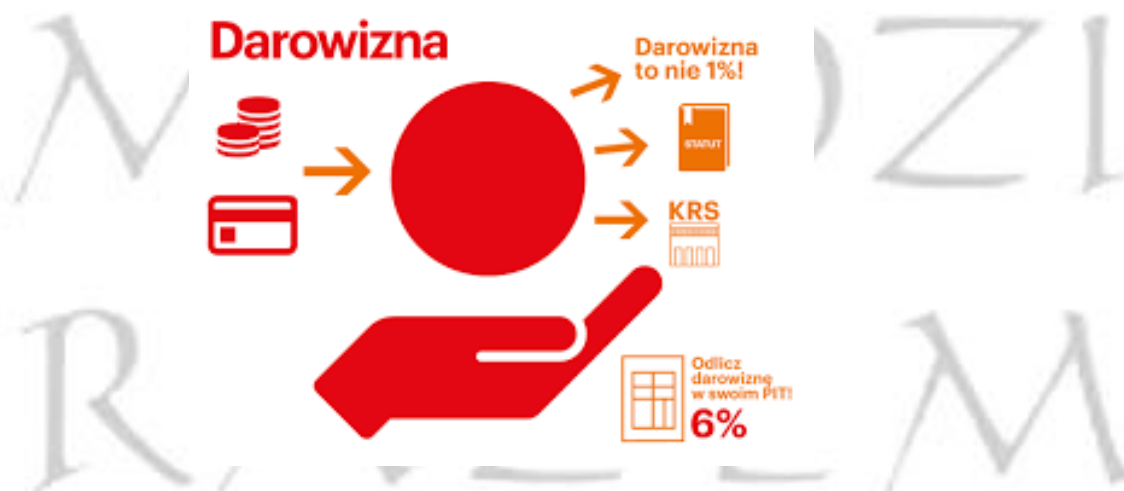 Darowizna
Darowizna
to nie 1%!
STATUT
KRS
Odlicz
darowiznę
w swoim PIT!
6%